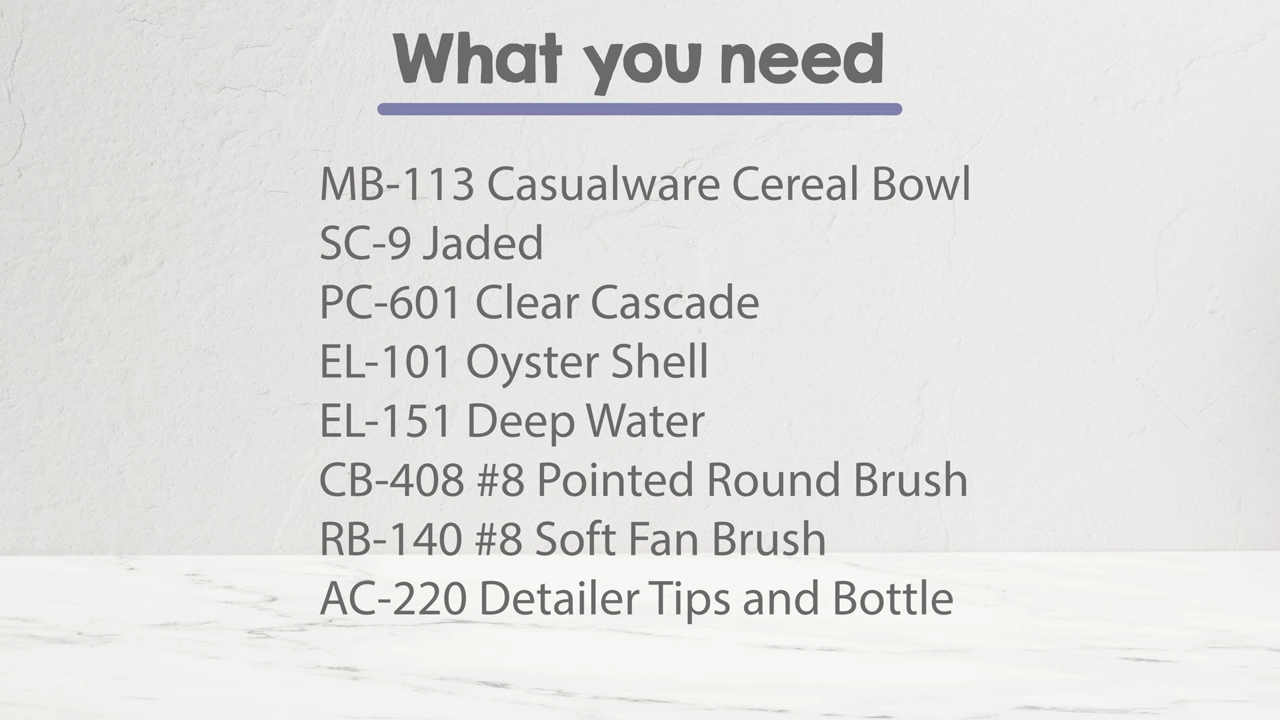 What you need
MB-113 Casualware Cereal Bowl
SC-9 Jaded
PC-601 Clear Cascade
EL-101 Oyster Shell
EL-151 Deep Water
CB-408 #8 Pointed Round Brush
RB-140 #8 Soft Fan Brush
AC-220 Detailer Tips and Bottle